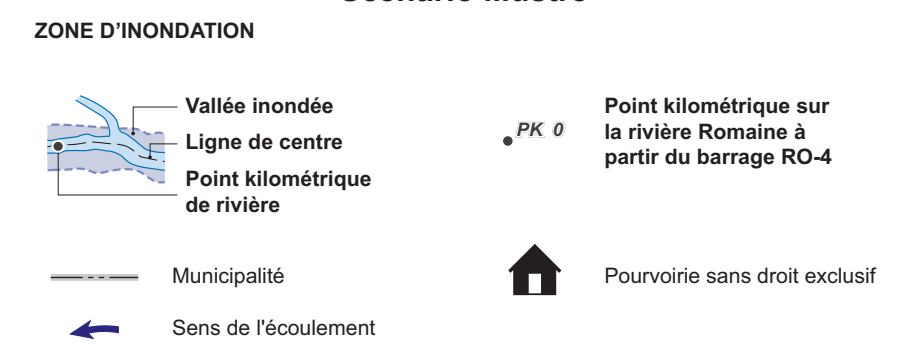 ZONE D'INONDATION
Vallée inondée
Ligne de centre
Point kilométrique
de rivière
PK 0
Point kilométrique sur
la rivière Romaine à
partir du barrage RO-4
Municipalité
Pourvoirie sans droit exclusif
Sens de l'écoulement